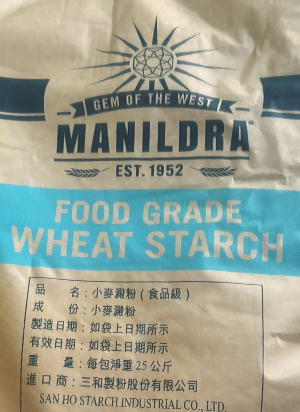 GEM OF THE WEST
MANILDRA
EST. 1952
FOOD GRADE
WHEAT STARCH
品 名：小麥澱粉（食品級）
成 份：小麥澱粉
製造日期：如袋上日期所示
有效日期：如袋上日期所示
重 量：每包淨重25公斤
進口商：三和製粉股份有限公司
SAN HO STARCH INDUSTRIAL CO., LTD.